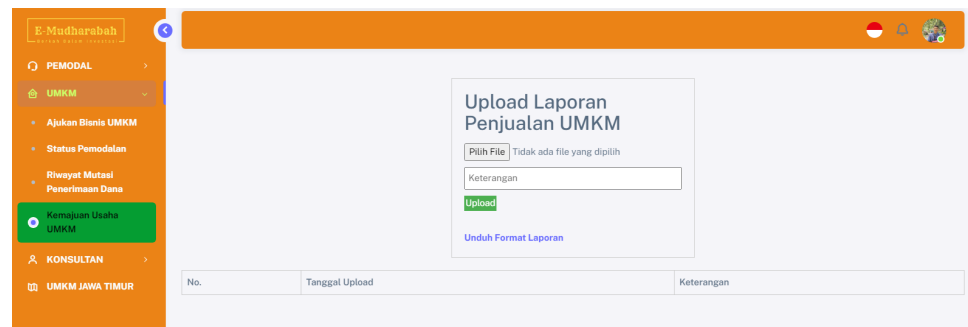 E-Mudharabah
PEMODAL
UMKM
Ajukan Bisnis UMKM
Status Pemodalan
Riwayat Mutasi
Penerimaan Dana
Kemajuan Usaha
UMKM
KONSULTAN
UMKM JAWA TIMUR
Upload Laporan
Penjualan UMKM
Pilih File Tidak ada file yang dipilih
Keterangan
Upload
Unduh Format Laporan
No. Tanggal Upload Keterangan